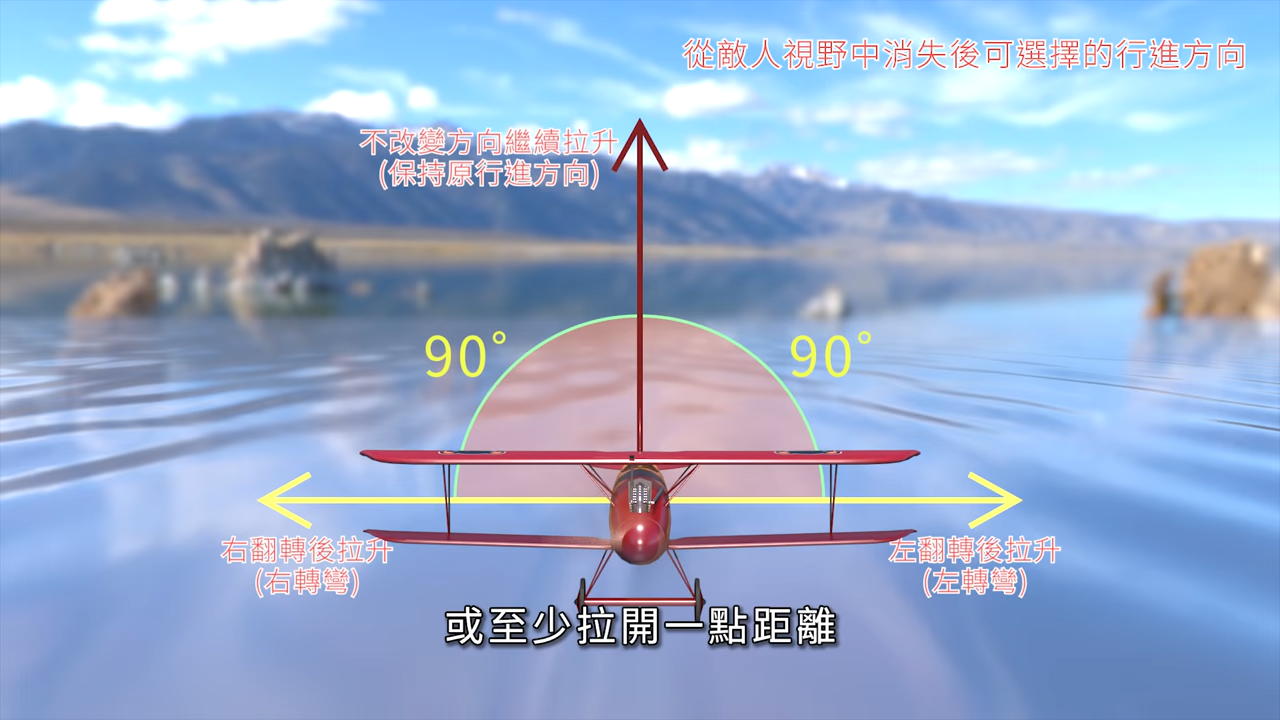 從敵人視野中消失後可選擇的行進方向
不改變方向繼續拉升
(保持原行進方向)
90°
90°
右翻轉後拉升
(右轉彎)
左翻轉後拉升
(左轉彎)
或至少拉開一點距離